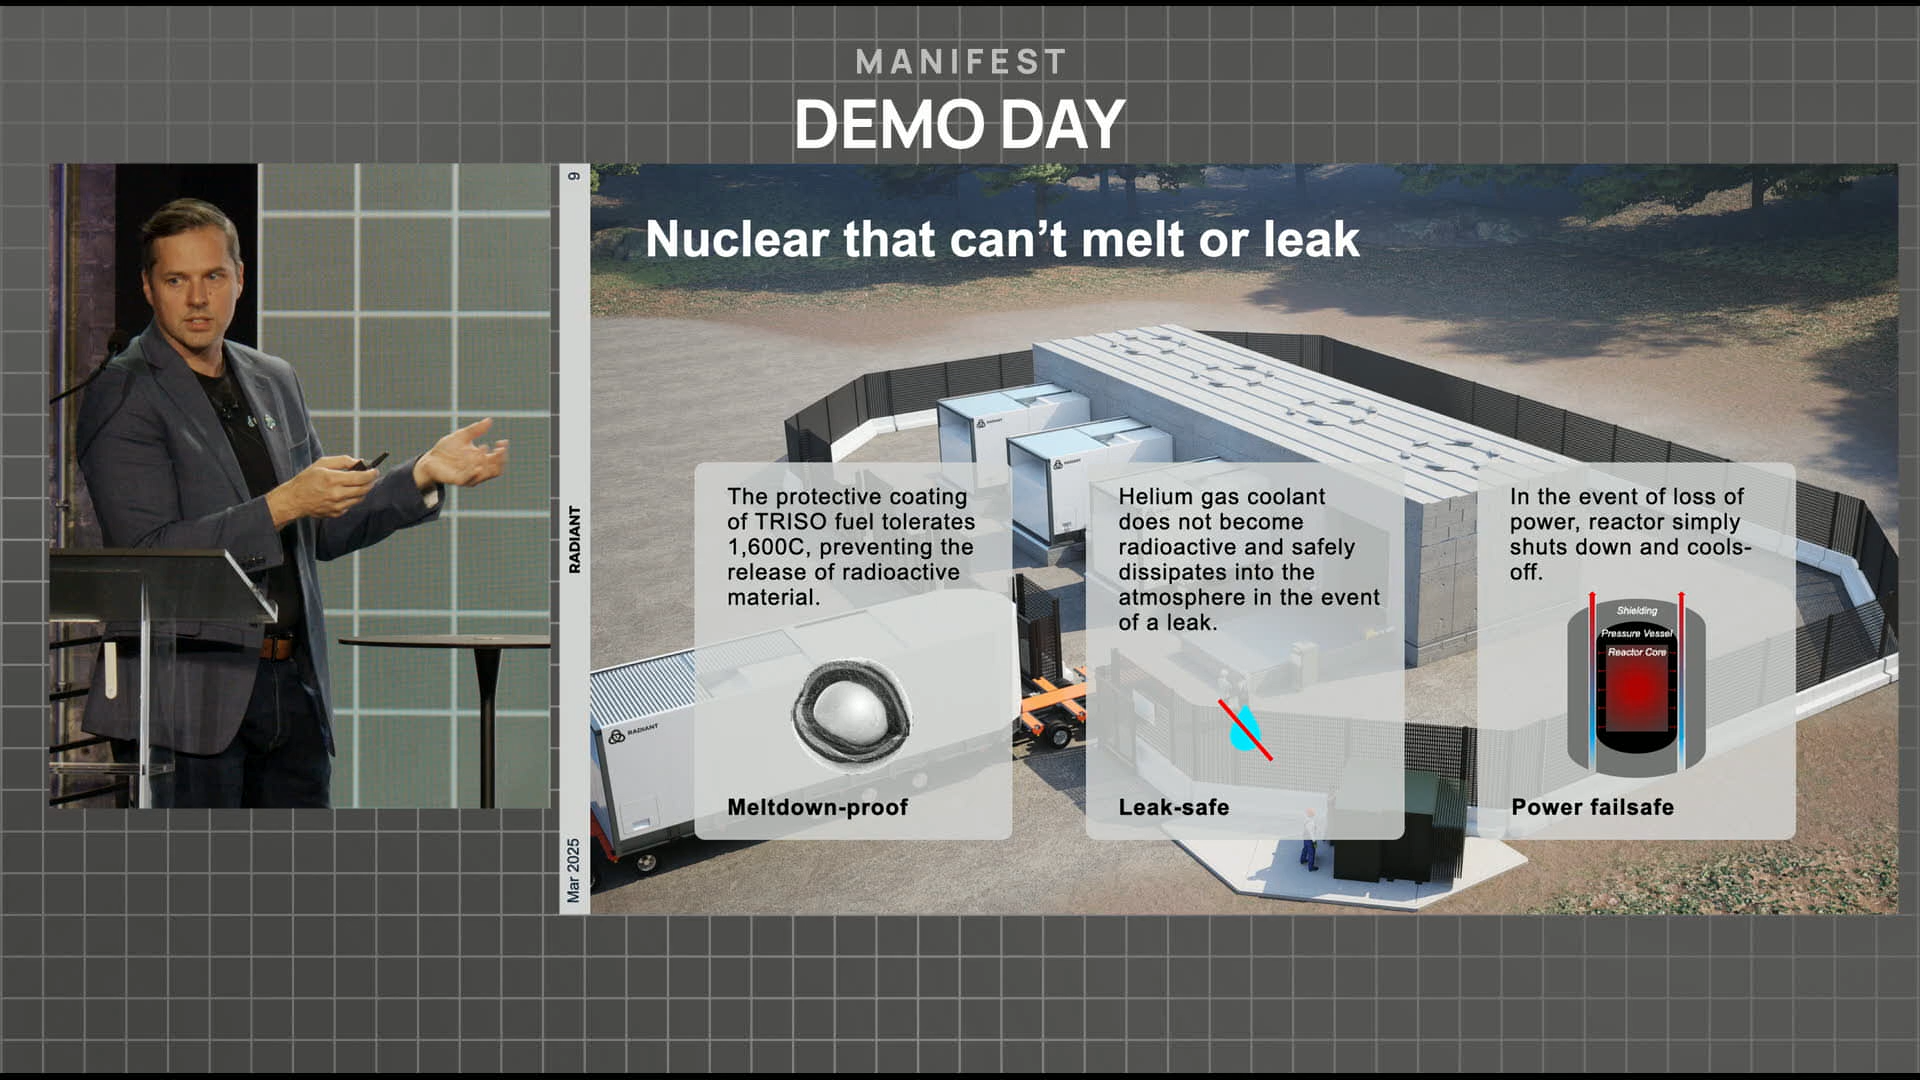 MANIFEST
DEMO DAY
9
RADIANT
Mar 2025
Nuclear that can't melt or leak
RADIANT
RADIANT
RADIANT
The protective coating
of TRISO fuel tolerates
1,600C, preventing the
release of radioactive
material.
Meltdown-proof
Helium gas coolant
does not become
radioactive and safely
dissipates into the
atmosphere in the event
of a leak.
Leak-safe
In the event of loss of
power, reactor simply
shuts down and cools-
off.
Shielding
Pressure Vessel
Reactor Core
Power failsafe